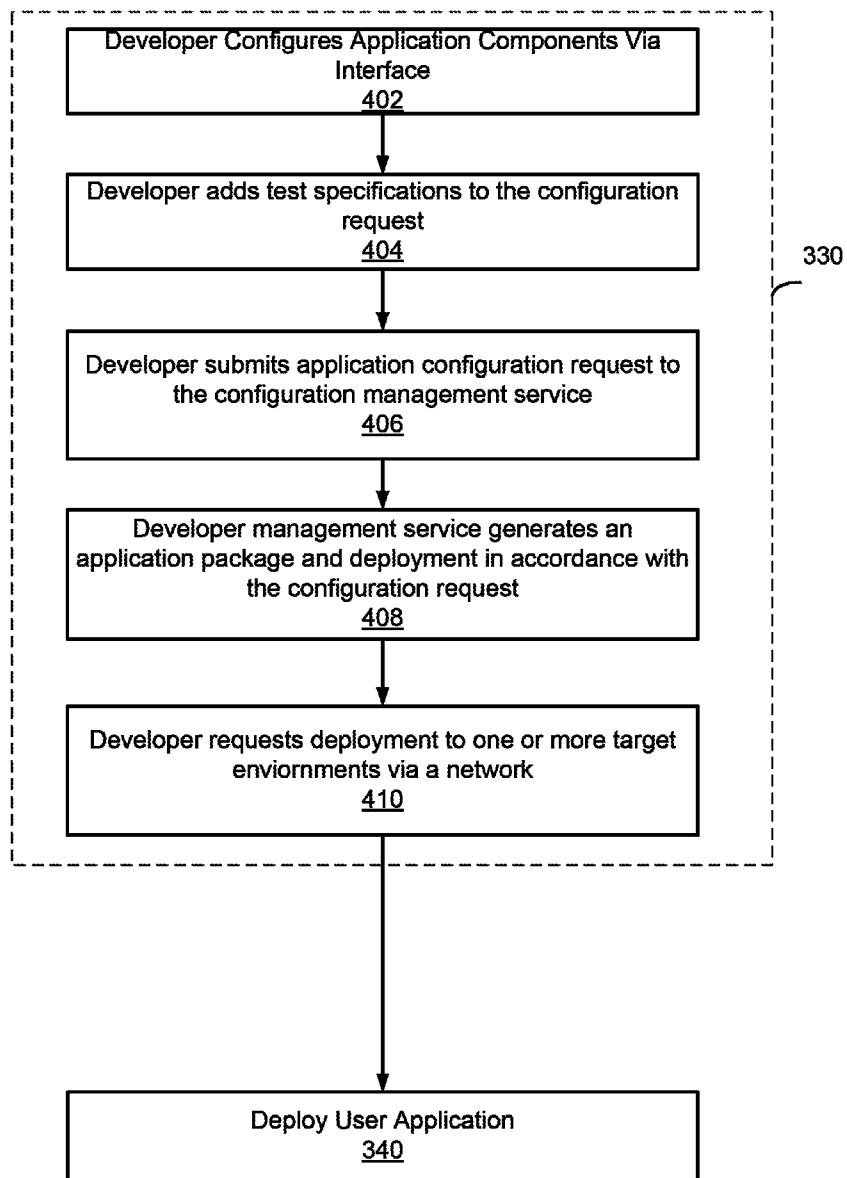 Developer Configures Application Components Via
Interface
402
Developer adds test specifications to the configuration
request
404
330
Developer submits application configuration request to
the configuration management service
406
Developer management service generates an
application package and deployment in accordance with
the configuration request
408
Developer requests deployment to one or more target
enviornments via a network
410
Deploy User Application
340